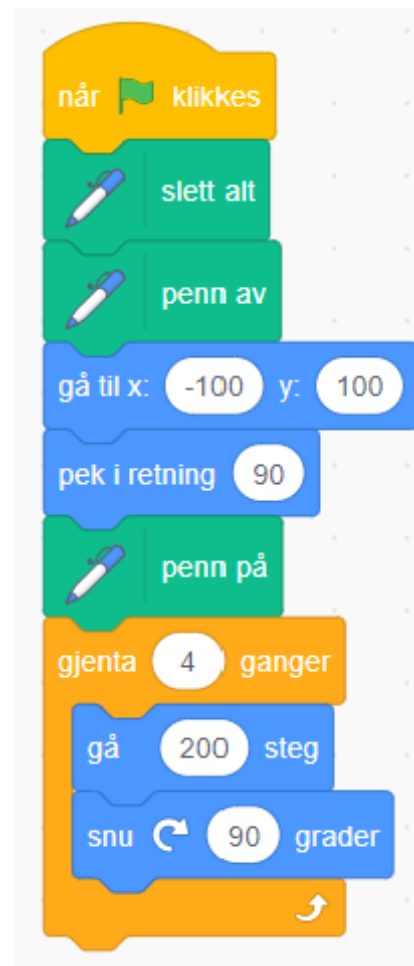 når klikkes
slett alt
penn av
gå til x: -100 y: 100
pek i retning 90
penn på
gjenta 4 ganger
gå 200 steg
snu 90 grader